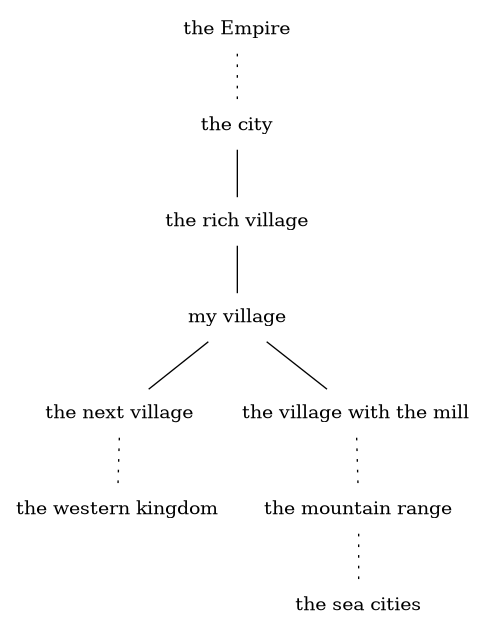 the Empire
the city
the rich village
my village
the next village
the village with the mill
the western kingdom
the mountain range
the sea cities